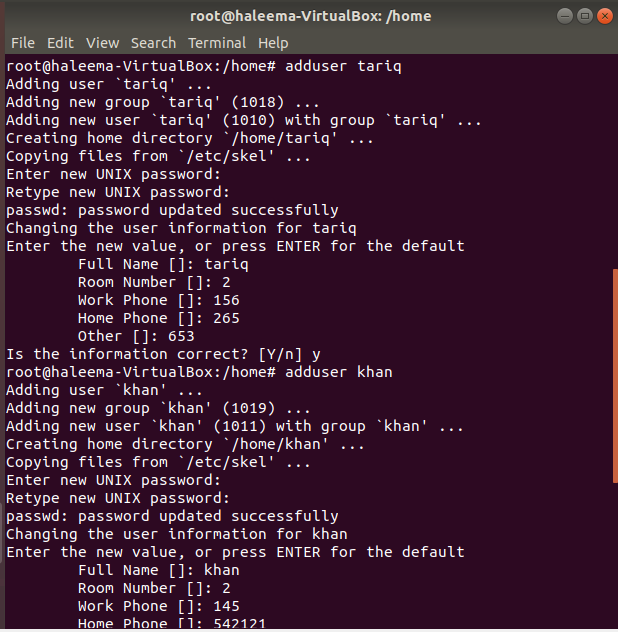 root@haleema-VirtualBox: /home
File Edit View Search Terminal Help
root@haleema-VirtualBox:/home# adduser tariq
Adding user `tariq' ...
Adding new group `tariq' (1018) ...
Adding new user `tariq' (1010) with group `tariq' ...
Creating home directory `/home/tariq' ...
Copying files from `/etc/skel' ...
Enter new UNIX password:
Retype new UNIX password:
passwd: password updated successfully
Changing the user information for tariq
Enter the new value, or press ENTER for the default
        Full Name []: tariq
        Room Number []: 2
        Work Phone []: 156
        Home Phone []: 265
        Other []: 653
Is the information correct? [Y/n] y
root@haleema-VirtualBox:/home# adduser khan
Adding user `khan' ...
Adding new group `khan' (1019) ...
Adding new user `khan' (1011) with group `khan' ...
Creating home directory `/home/khan' ...
Copying files from `/etc/skel' ...
Enter new UNIX password:
Retype new UNIX password:
passwd: password updated successfully
Changing the user information for khan
Enter the new value, or press ENTER for the default
        Full Name []: khan
        Room Number []: 2
        Work Phone []: 145
        Home Phone []: 542121